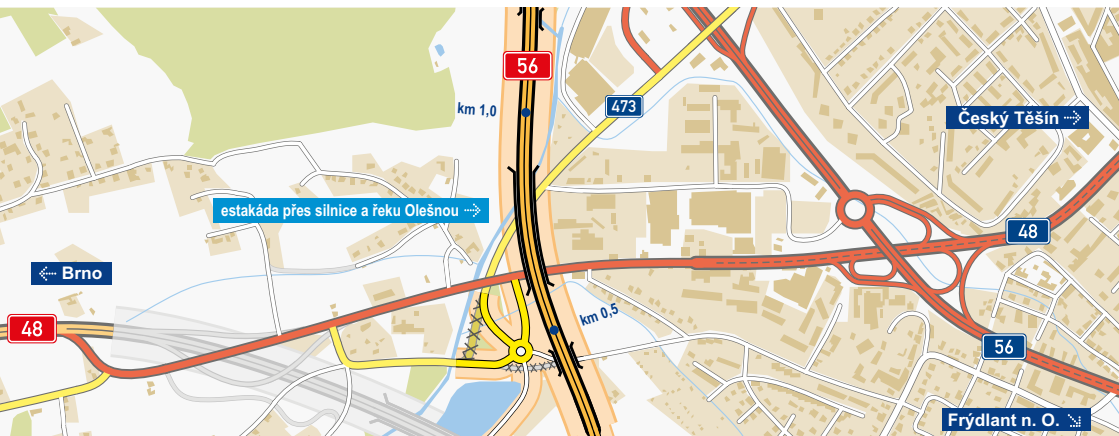 56
km 1,0
473
Český Těšín
estakáda přes silnice a řeku Olešnou
48
Brno
km 0,5
48
56
Frýdlant n. O.